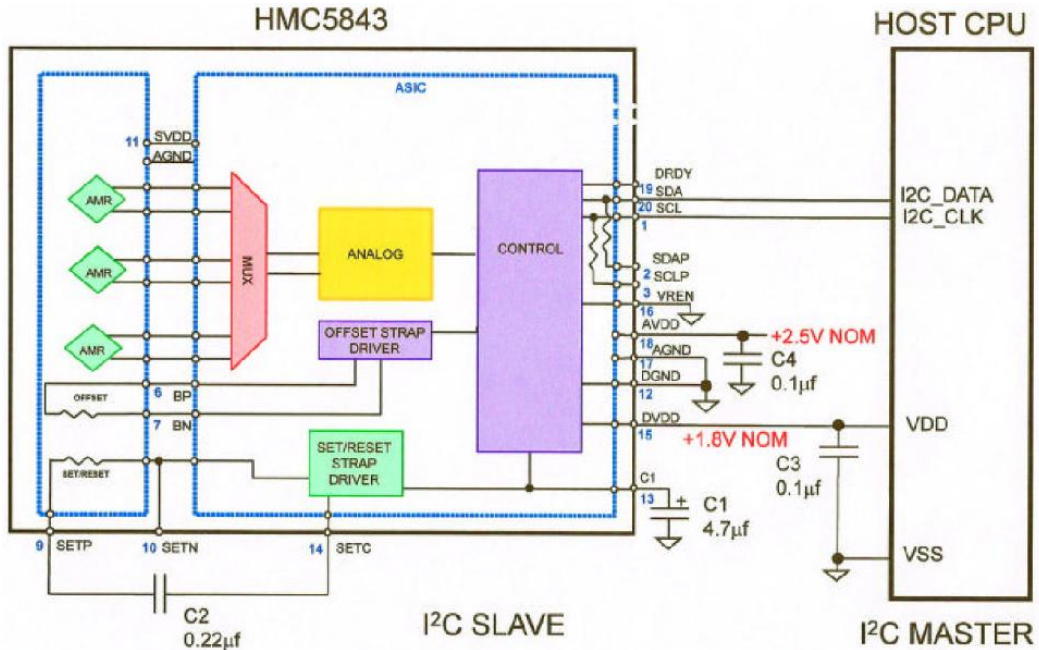 HMC5843
HOST CPU
ASIC
11 SVDD
AGND
AMR
AMR
AMR
MUX
ANALOG
CONTROL
OFFSET STRAP
DRIVER
OFFSET
6 BP
7 BN
SET/RESET
SET/RESET
STRAP
DRIVER
DRDY
19 SDA
20 SCL
1
SDAP
2 SCLP
3 VREN
16
AVDD
18 AGND
17
DGND
12
DVDD
15
C1
13
I2C_DATA
I2C_CLK
+2.5V NOM
C4
0.1µf
+1.8V NOM
VDD
C3
0.1µf
+
C1
4.7µf
VSS
9 SETP
10 SETN
14 SETC
C2
0.22µf
I²C SLAVE
I²C MASTER